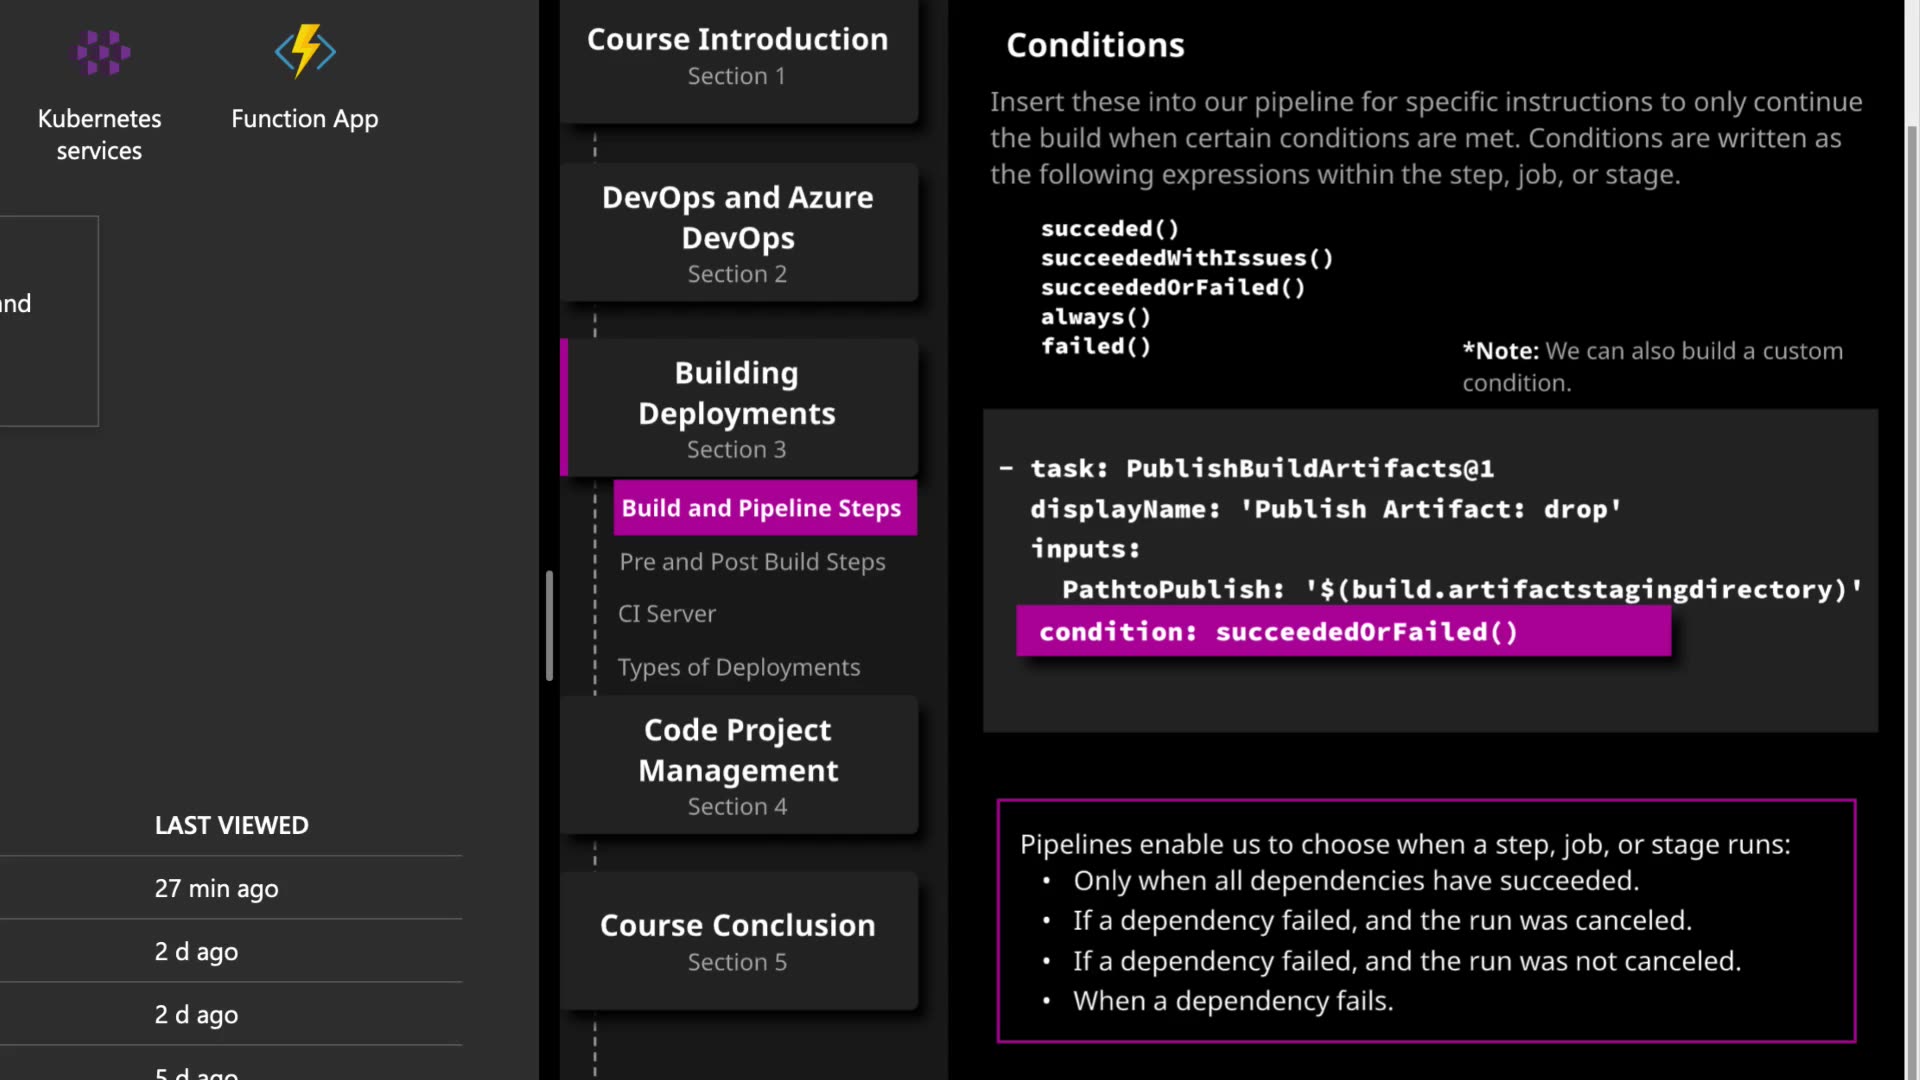 Kubernetes
services
Function App
and
LAST VIEWED
27 min ago
2 d ago
2 d ago
5 d ago
Course Introduction
Section 1
DevOps and Azure
DevOps
Section 2
Building
Deployments
Section 3
Build and Pipeline Steps
Pre and Post Build Steps
CI Server
Types of Deployments
Code Project
Management
Section 4
Course Conclusion
Section 5
Conditions
Insert these into our pipeline for specific instructions to only continue
the build when certain conditions are met. Conditions are written as
the following expressions within the step, job, or stage.
succeded()
succeededWithIssues()
succeededOrFailed()
always()
failed()
*Note: We can also build a custom
condition.
- task: PublishBuildArtifacts@1
displayName: 'Publish Artifact: drop'
inputs:
PathtoPublish: '$(build.artifactstagingdirectory)'
condition: succeededOrFailed()
Pipelines enable us to choose when a step, job, or stage runs:
• Only when all dependencies have succeeded.
• If a dependency failed, and the run was canceled.
• If a dependency failed, and the run was not canceled.
• When a dependency fails.